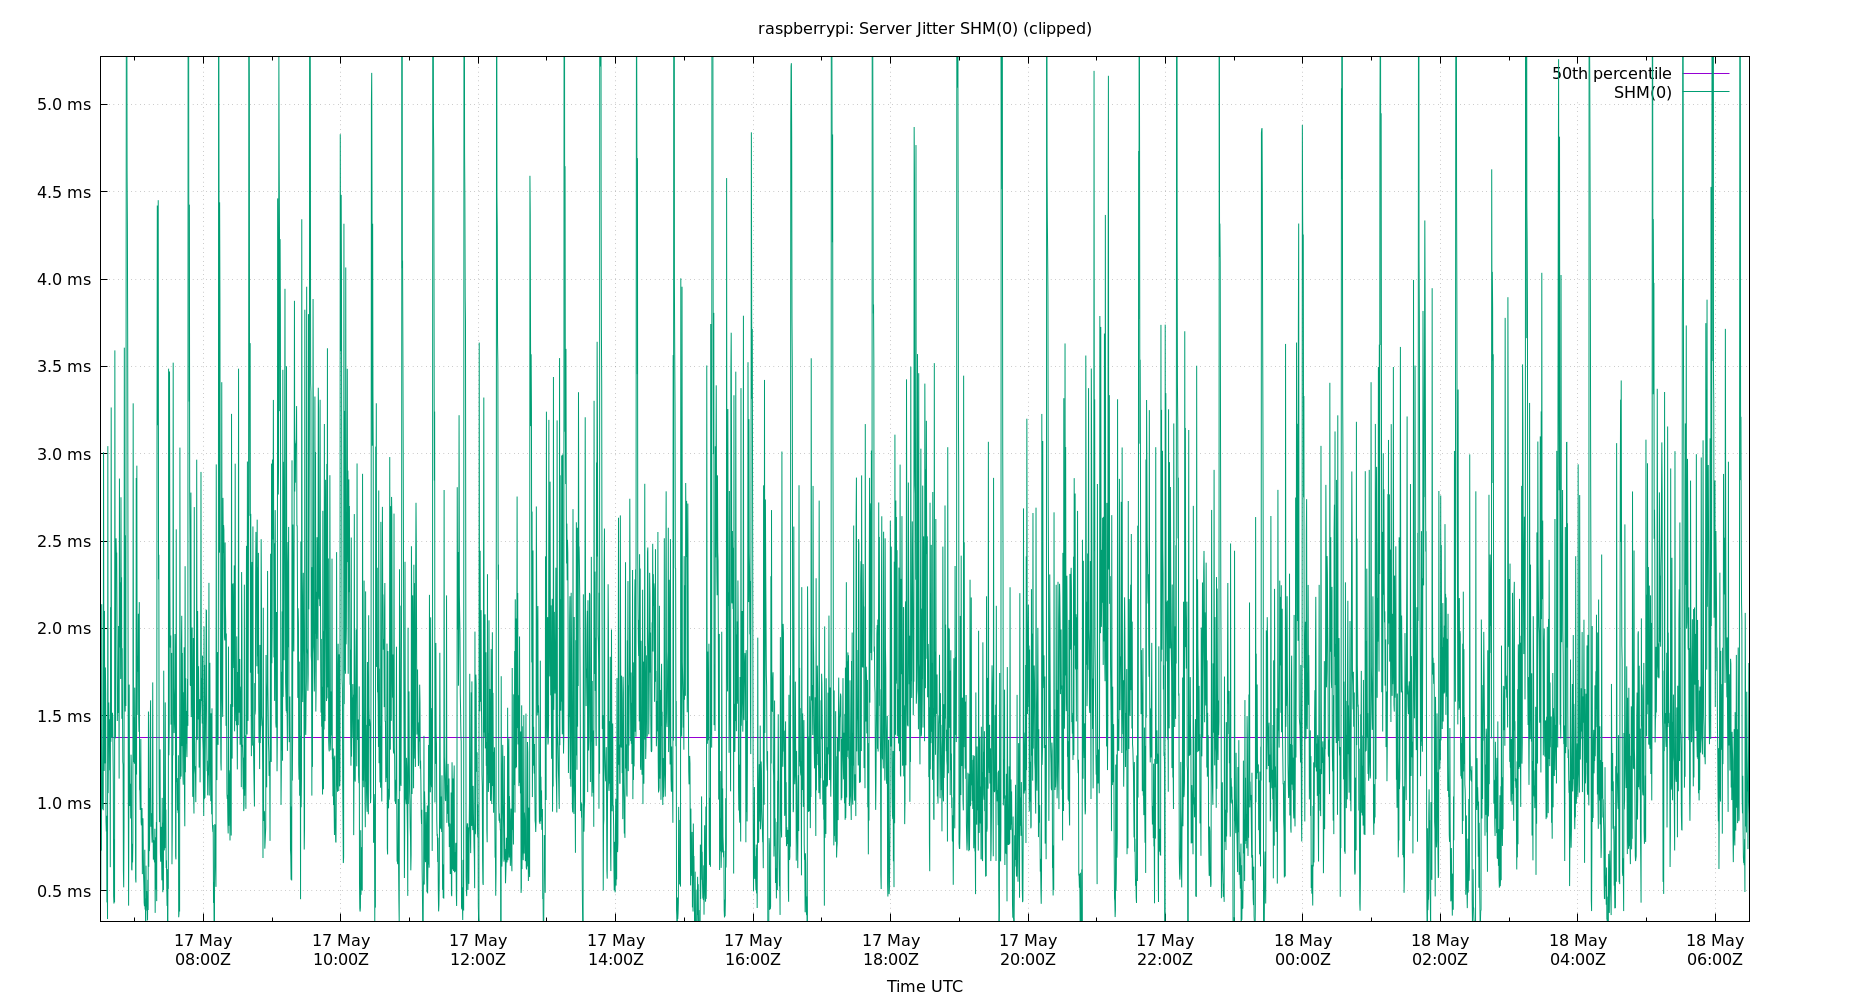 raspberrypi: Server Jitter SHM(0) (clipped)
50th percentile
SHM(0)
5.0 ms
4.5 ms
4.0 ms
3.5 ms
3.0 ms
2.5 ms
2.0 ms
1.5 ms
1.0 ms
0.5 ms
17 May 17 May 17 May 17 May 17 May 17 May 17 May 17 May 18 May 18 May 18 May 18 May
08:00Z 10:00Z 12:00Z 14:00Z 16:00Z 18:00Z 20:00Z 22:00Z 00:00Z 02:00Z 04:00Z 06:00Z
Time UTC